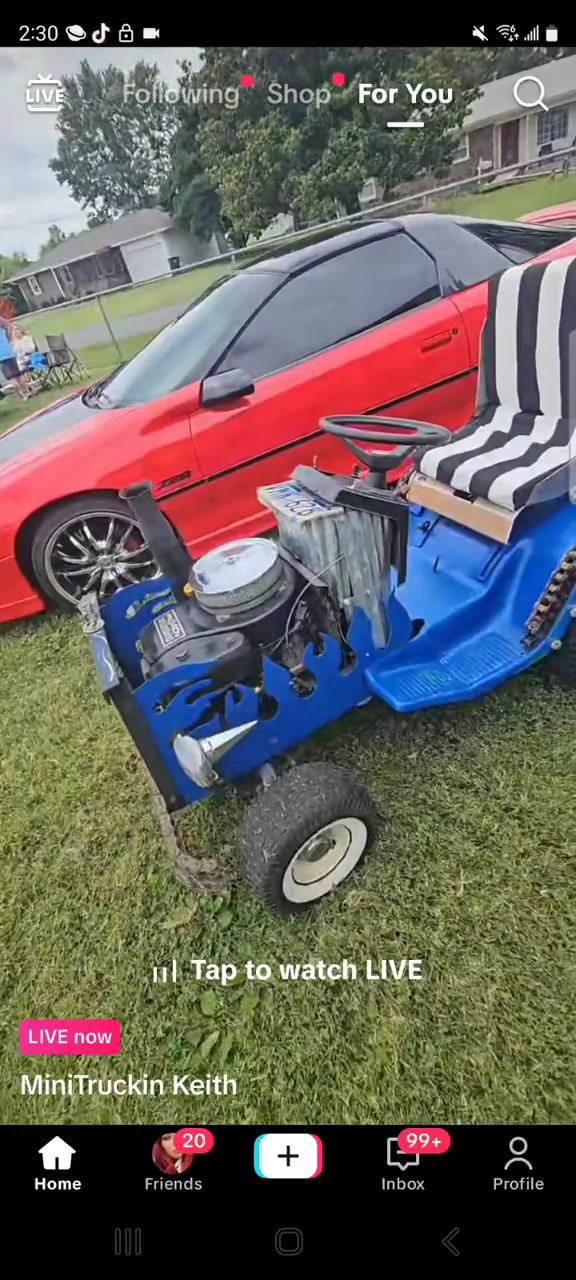 2:30
LIVE Following Shop For You
Z28
Tap to watch LIVE
LIVE now
MiniTruckin Keith
20 99+
Home Friends Inbox Profile